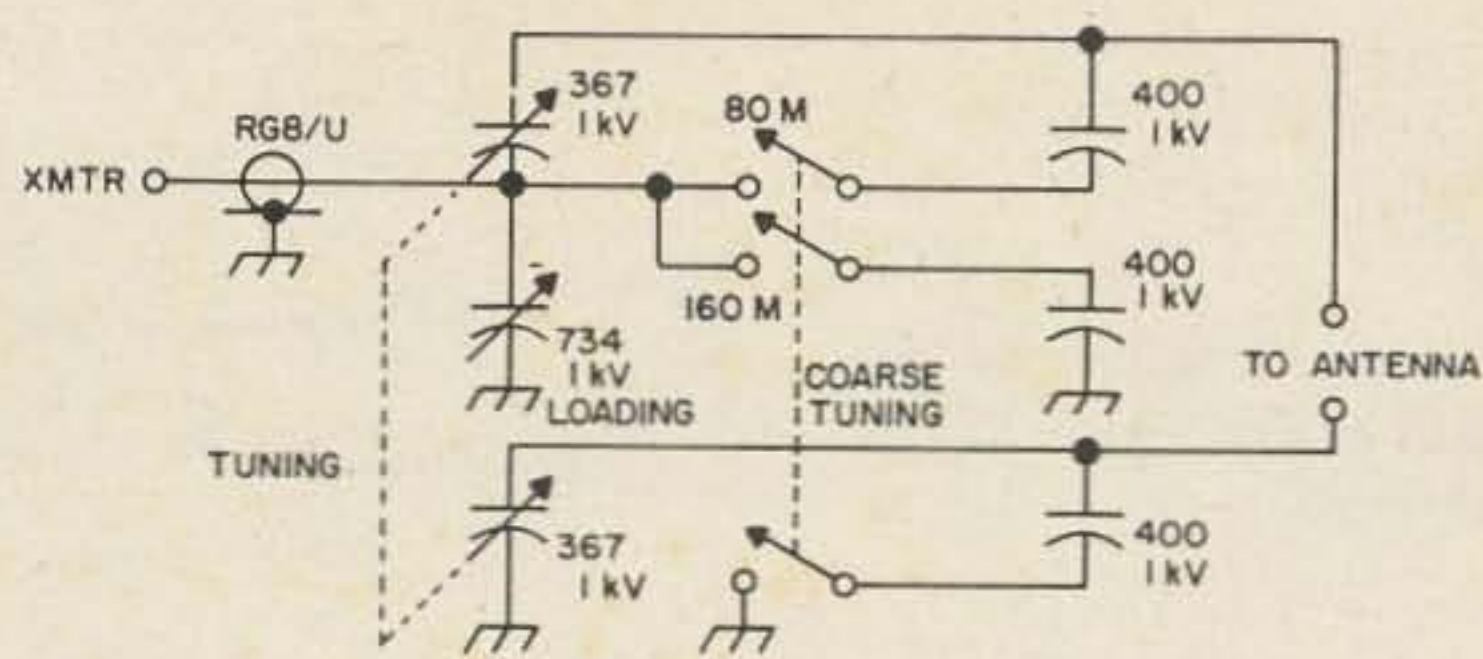 367
1 kV
80 M
400
1 kV
RG8/U
XMTR
400
1 kV
160 M
734
1 kV
LOADING
COARSE
TUNING
TO ANTENNA
TUNING
367
1 kV
400
1 kV